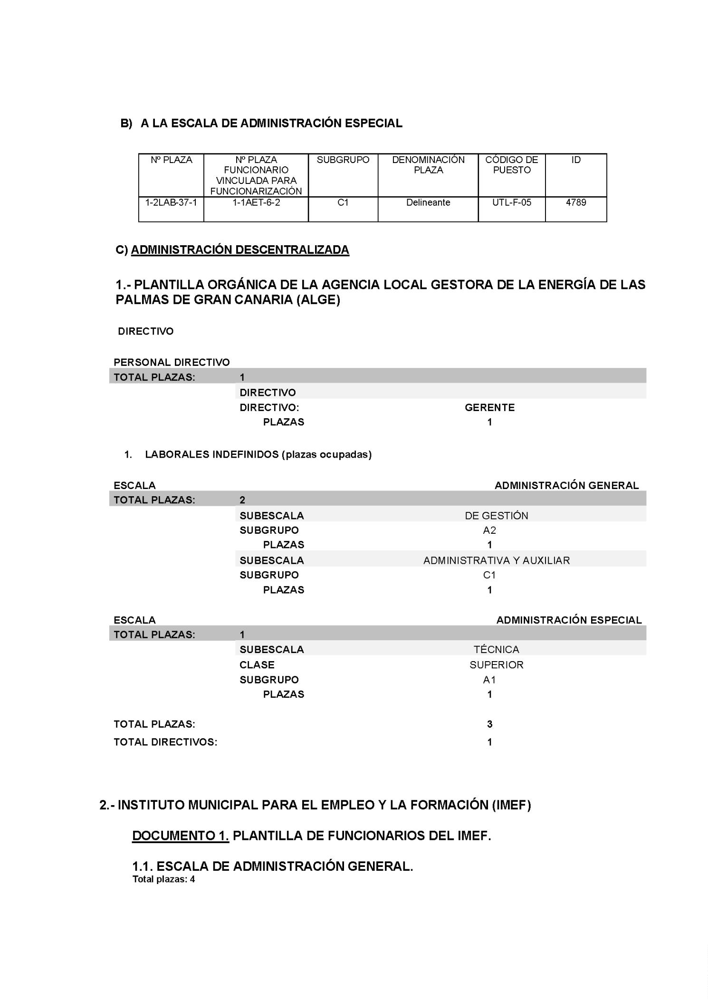 B) A LA ESCALA DE ADMINISTRACIÓN ESPECIAL
Nº PLAZA
Nº PLAZA
FUNCIONARIO
VINCULADA PARA
FUNCIONARIZACIÓN
SUBGRUPO
DENOMINACIÓN
PLAZA
CÓDIGO DE
PUESTO
ID
1-2LAB-37-1 1-1AET-6-2 C1 Delineante UTL-F-05 4789
C) ADMINISTRACIÓN DESCENTRALIZADA
1.- PLANTILLA ORGÁNICA DE LA AGENCIA LOCAL GESTORA DE LA ENERGÍA DE LAS
PALMAS DE GRAN CANARIA (ALGE)
DIRECTIVO
PERSONAL DIRECTIVO
TOTAL PLAZAS: 1
DIRECTIVO
DIRECTIVO: GERENTE
PLAZAS 1
1. LABORALES INDEFINIDOS (plazas ocupadas)
ESCALA ADMINISTRACIÓN GENERAL
TOTAL PLAZAS: 2
SUBESCALA DE GESTIÓN
SUBGRUPO A2
PLAZAS 1
SUBESCALA ADMINISTRATIVA Y AUXILIAR
SUBGRUPO C1
PLAZAS 1
ESCALA ADMINISTRACIÓN ESPECIAL
TOTAL PLAZAS: 1
SUBESCALA TÉCNICA
CLASE SUPERIOR
SUBGRUPO A1
PLAZAS 1
TOTAL PLAZAS: 3
TOTAL DIRECTIVOS: 1
2.- INSTITUTO MUNICIPAL PARA EL EMPLEO Y LA FORMACIÓN (IMEF)
DOCUMENTO 1. PLANTILLA DE FUNCIONARIOS DEL IMEF.
1.1. ESCALA DE ADMINISTRACIÓN GENERAL.
Total plazas: 4